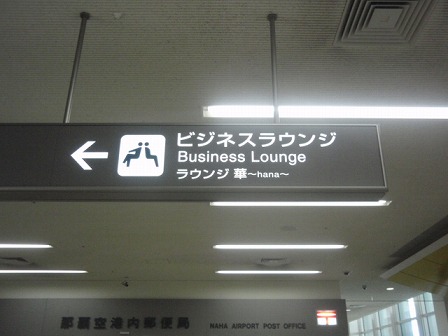 ビジネスラウンジ
Business Lounge
ラウンジ 華〜hana〜
那覇空港内郵便局 NAHA AIRPORT POST OFFICE